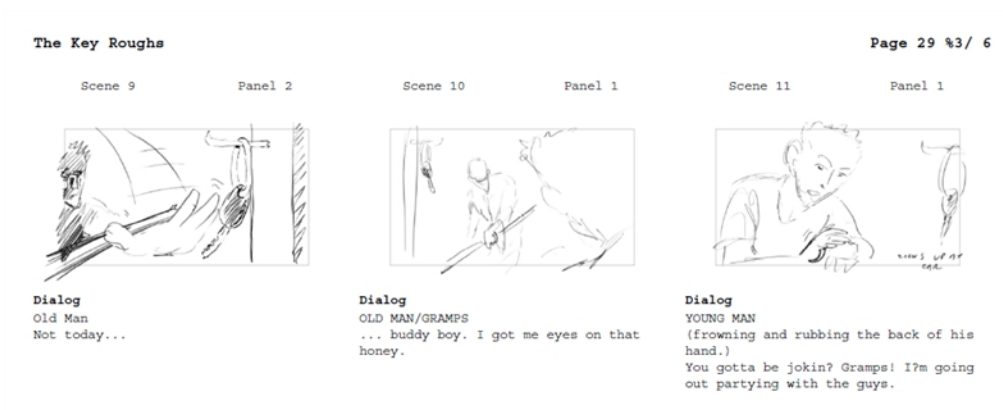 The Key Roughs
Page 29 %3/ 6
Scene 9
Panel 2
Scene 10
Panel 1
Scene 11
Panel 1
Dialog
Old Man
Not today...
Dialog
OLD MAN/GRAMPS
... buddy boy. I got me eyes on that
honey.
Dialog
YOUNG MAN
(frowning and rubbing the back of his
hand.)
You gotta be jokin? Gramps! I?m going
out partying with the guys.